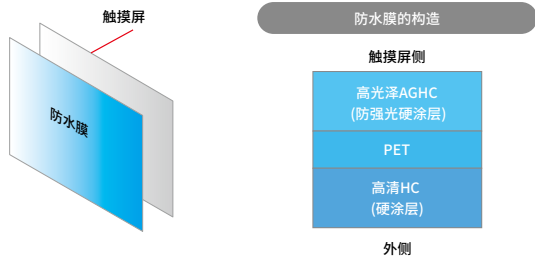 触摸屏
防水膜
防水膜的构造
触摸屏侧
高光泽AGHC
(防强光硬涂层)
PET
高清HC
(硬涂层)
外侧